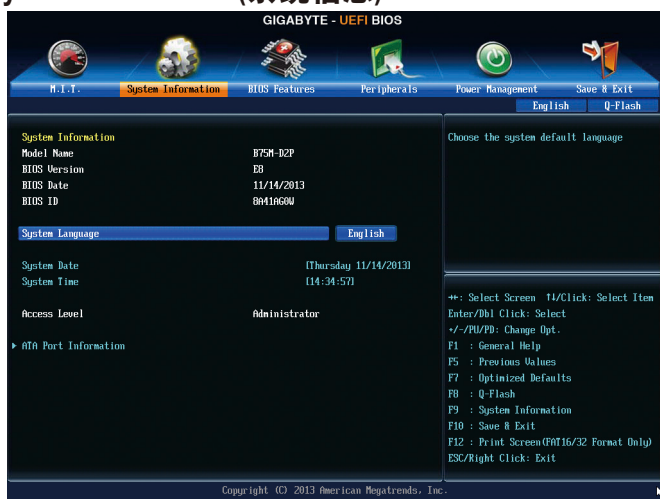 (系统信息)
GIGABYTE - UEFI BIOS
M.I.T.
System Information
BIOS Features
Peripherals
Power Management
Save & Exit
English
Q-Flash
System Information
Model Name B75M-D2P
BIOS Version E8
BIOS Date 11/14/2013
BIOS ID 8A41AG0W
System Language English
System Date [Thursday 11/14/2013]
System Time [14:34:57]
Access Level Administrator
ATA Port Information
Choose the system default language
→←: Select Screen ↑↓/Click: Select Item
Enter/Dbl Click: Select
+/-/PU/PD: Change Opt.
F1 : General Help
F5 : Previous Values
F7 : Optimized Defaults
F8 : Q-Flash
F9 : System Information
F10 : Save & Exit
F12 : Print Screen(FAT16/32 Format Only)
ESC/Right Click: Exit
Copyright (C) 2013 American Megatrends, Inc.